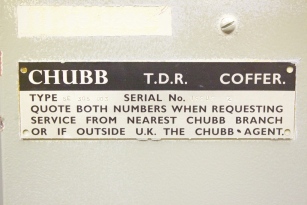 CHUBB T.D.R. COFFER.
TYPE SERIAL No.
QUOTE BOTH NUMBERS WHEN REQUESTING
SERVICE FROM NEAREST CHUBB BRANCH
OR IF OUTSIDE U.K. THE CHUBB AGENT.